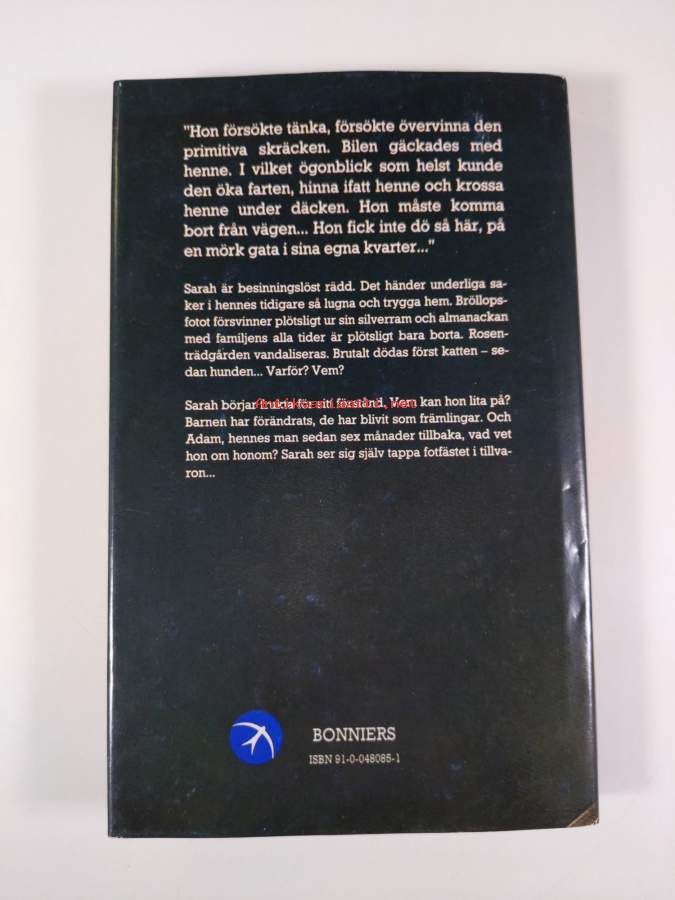 "Hon försökte tänka, försökte övervinna den
primitiva skräcken. Bilen gäckades med
henne. I vilket ögonblick som helst kunde
den öka farten, hinna ifatt henne och krossa
henne under däcken. Hon måste komma
bort från vägen... Hon fick inte dö så här, på
en mörk gata i sina egna kvarter..."
Sarah är besinningslöst rädd. Det händer underliga sa-
ker i hennes tidigare så lugna och trygga hem. Bröllops-
fotot försvinner plötsligt ur sin silverram och almanackan
med familjens alla tider är plötsligt bara borta. Rosen-
trädgården vandaliseras. Brutalt dödas först katten – se-
dan hunden... Varför? Vem?
Sarah börjar frukta för sitt förstånd. Vem kan hon lita på?
Barnen har förändrats, de har blivit som främlingar. Och
Adam, hennes man sedan sex månader tillbaka, vad vet
hon om honom? Sarah ser sig själv tappa fotfästet i tillva-
ron...
BONNIERS
ISBN 91-0-048085-1